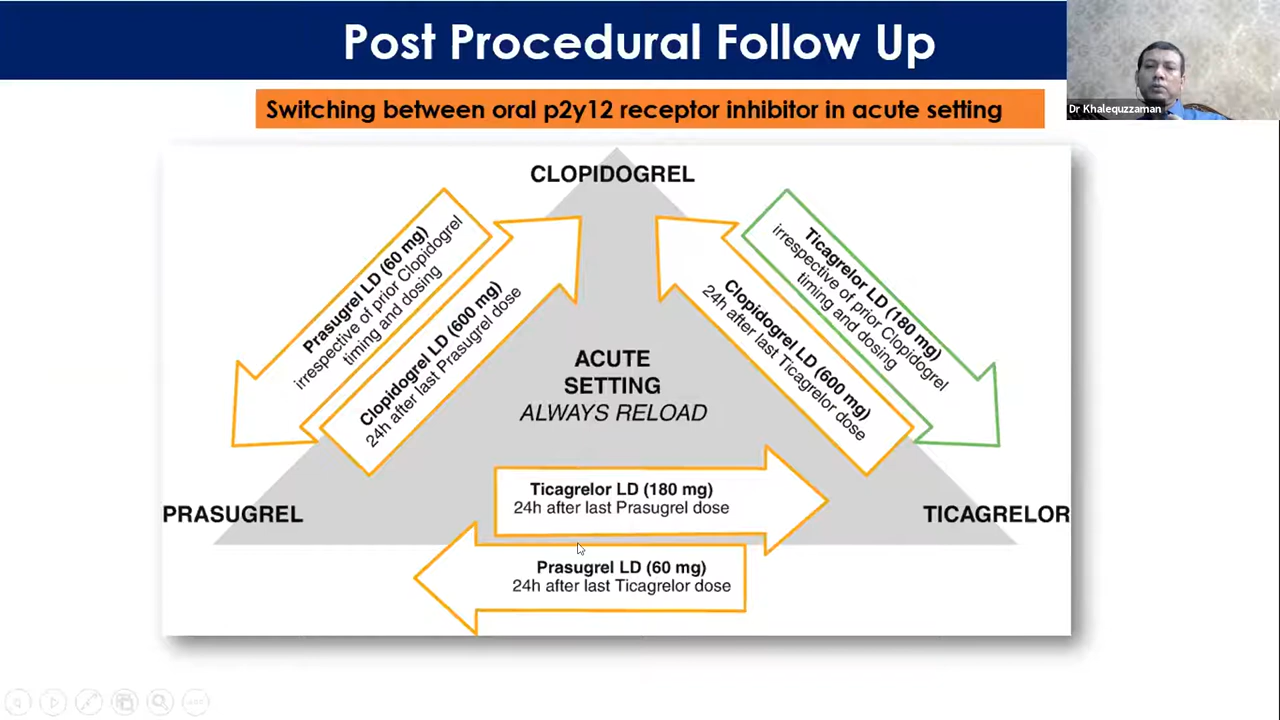 Post Procedural Follow Up
Dr Khalequzzaman
Switching between oral p2y12 receptor inhibitor in acute setting
CLOPIDOGREL
Prasugrel LD (60 mg)
irrespective of prior Clopidogrel
timing and dosing
Clopidogrel LD (600 mg)
24h after last Prasugrel dose
Ticagrelor LD (180 mg)
irrespective of prior Clopidogrel
timing and dosing
Clopidogrel LD (600 mg)
24h after last Ticagrelor dose
ACUTE
SETTING
ALWAYS RELOAD
Ticagrelor LD (180 mg)
24h after last Prasugrel dose
PRASUGREL
TICAGRELOR
Prasugrel LD (60 mg)
24h after last Ticagrelor dose